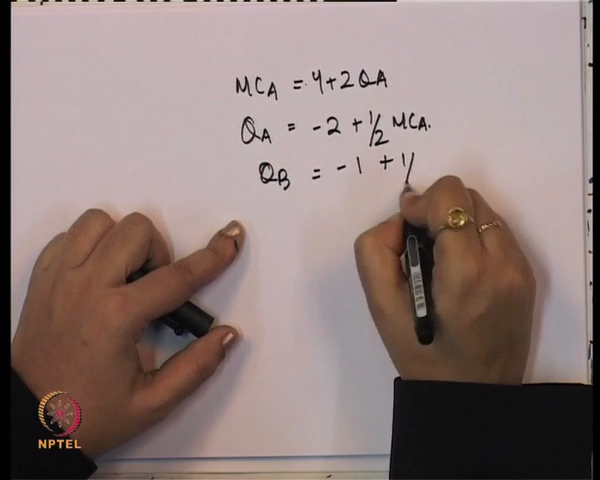 MCA = 4+2QA
QA = -2 + 1/2 MCA.
QB = -1 + 1/
NPTEL